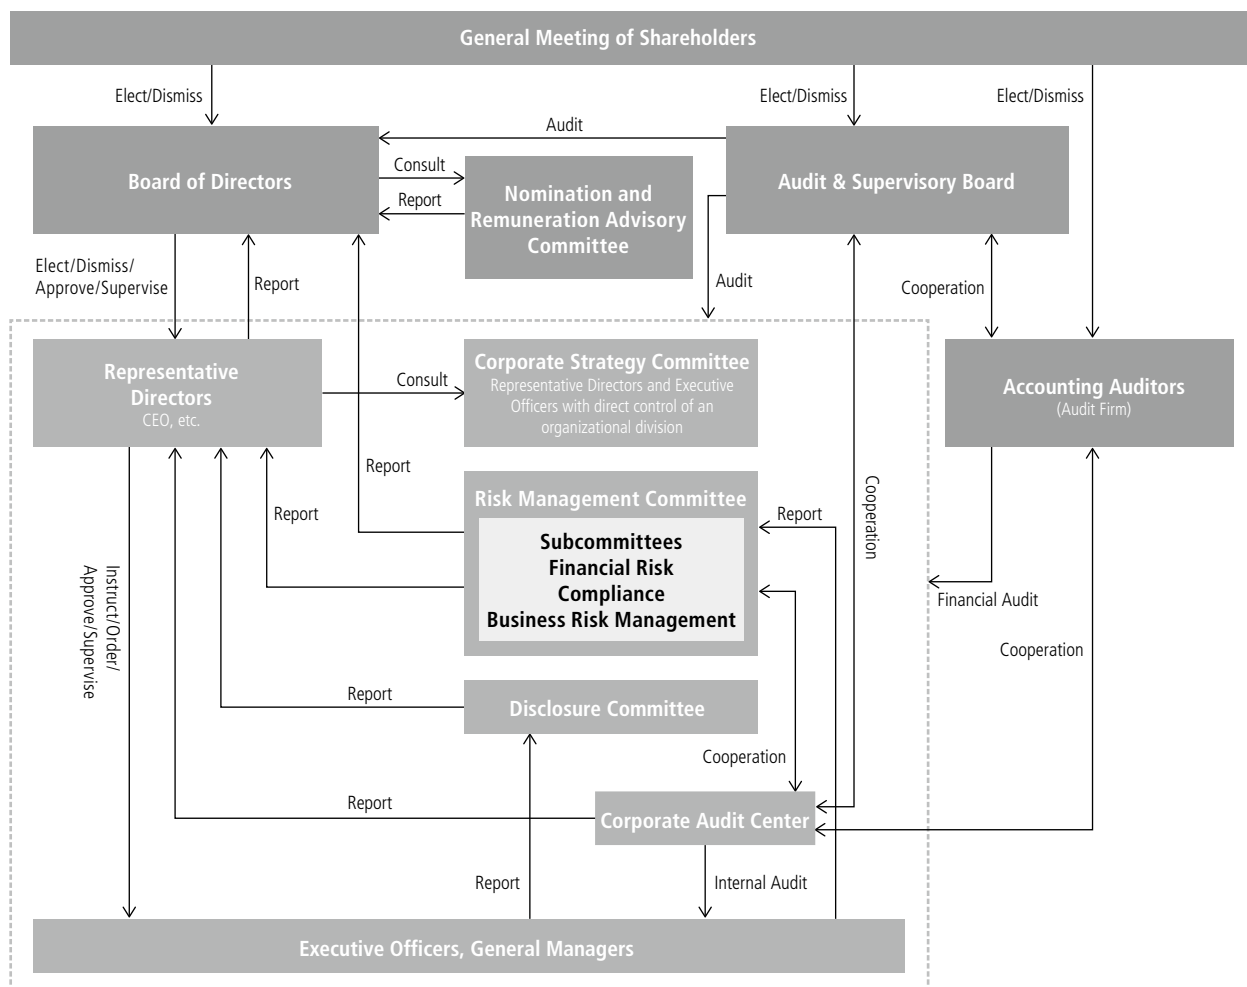 General Meeting of Shareholders
Elect/Dismiss
Elect/Dismiss
Elect/Dismiss
Audit
Board of Directors
Consult
Report
Nomination and
Remuneration Advisory
Committee
Audit & Supervisory Board
Elect/Dismiss/
Approve/Supervise
Report
Audit
Cooperation
Representative
Directors
CEO, etc.
Consult
Corporate Strategy Committee
Representative Directors and Executive
Officers with direct control of an
organizational division
Accounting Auditors
(Audit Firm)
Report
Report
Risk Management Committee
Subcommittees
Financial Risk
Compliance
Business Risk Management
Report
Cooperation
Financial Audit
Cooperation
Instruct/Order/
Approve/Supervise
Report
Disclosure Committee
Cooperation
Report
Corporate Audit Center
Report
Internal Audit
Executive Officers, General Managers